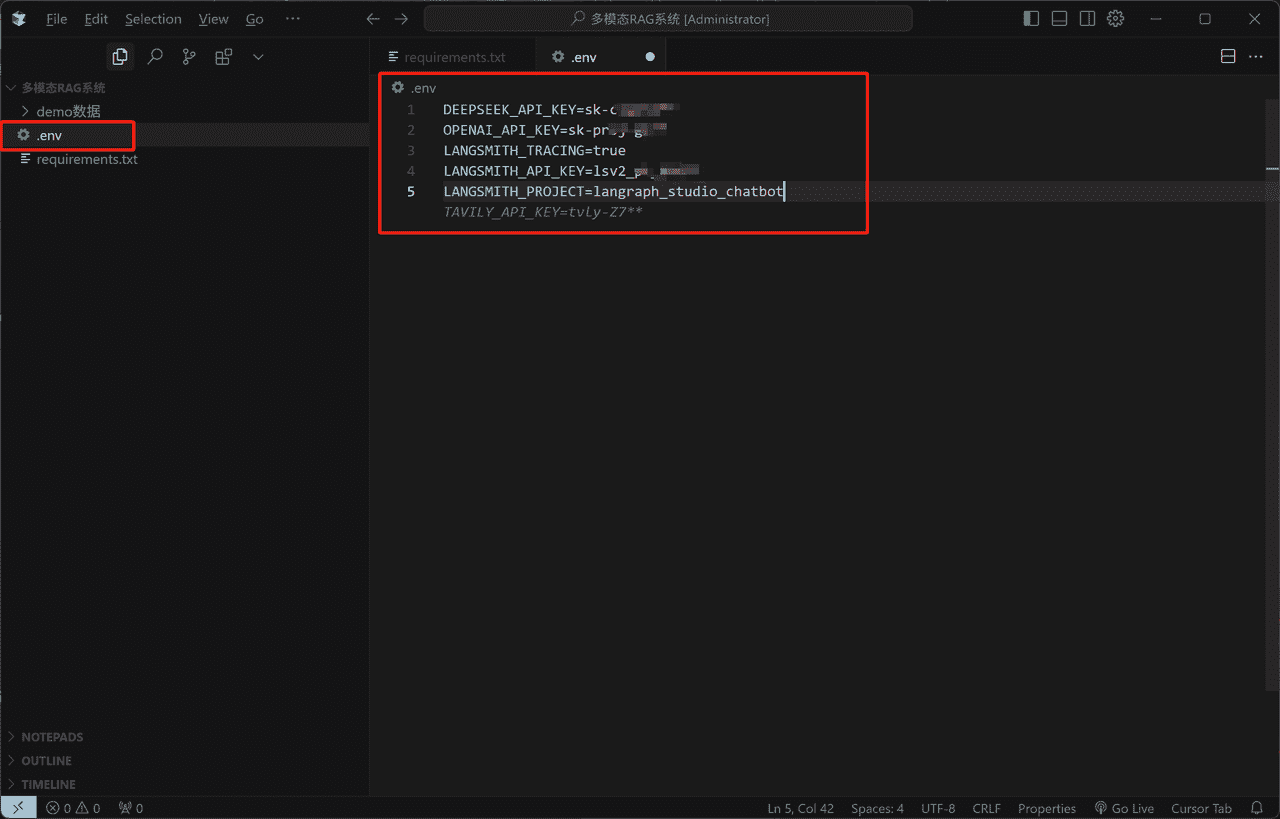 File Edit Selection View Go ··· ← → 多模态RAG系统 [Administrator]
requirements.txt .env
多模态RAG系统
demo数据
.env
requirements.txt
.env
1 DEEPSEEK_API_KEY=sk-c
2 OPENAI_API_KEY=sk-proj
3 LANGSMITH_TRACING=true
4 LANGSMITH_API_KEY=lsv2_p
5 LANGSMITH_PROJECT=langraph_studio_chatbot
TAVILY_API_KEY=tvly-Z7**
NOTEPADS
OUTLINE
TIMELINE
0 0 0 Ln 5, Col 42 Spaces: 4 UTF-8 CRLF Properties Go Live Cursor Tab